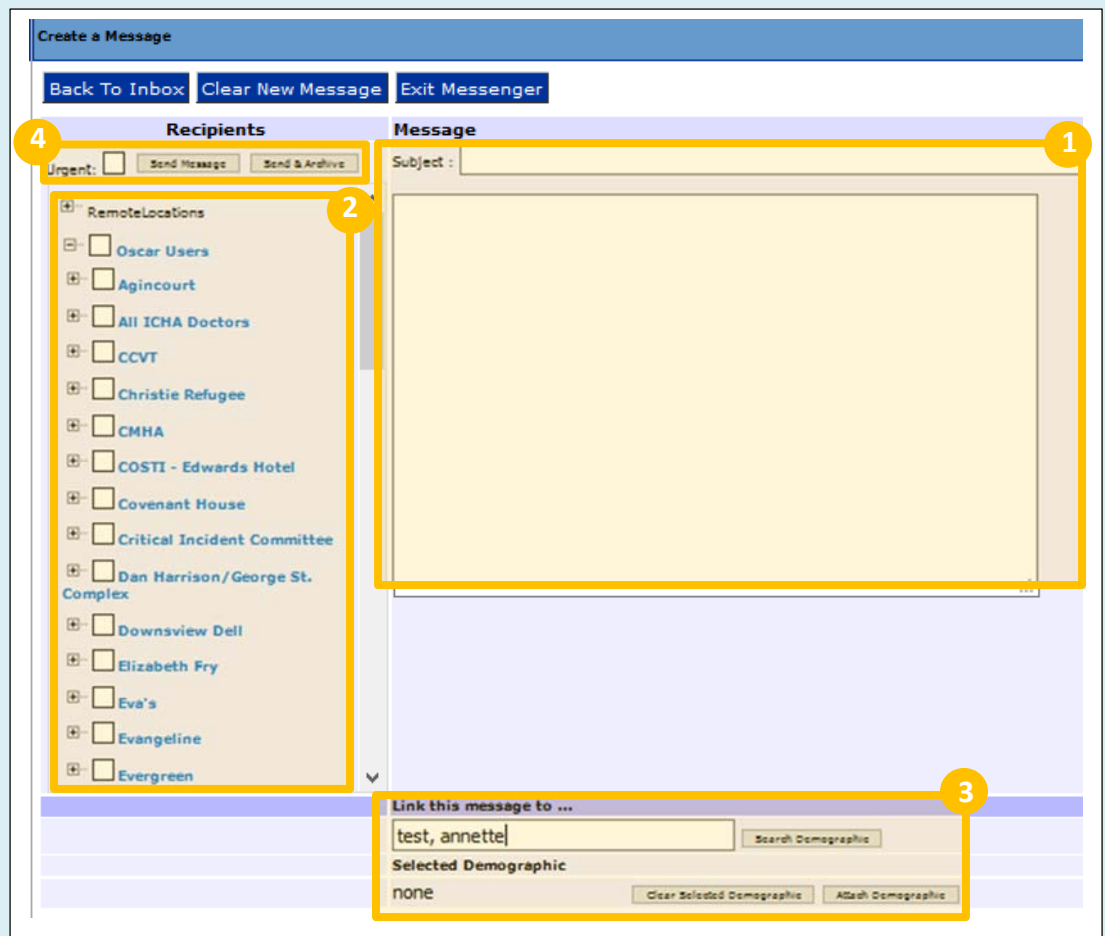 Create a Message
Back To Inbox Clear New Message Exit Messenger
Recipients
4
Urgent: Send Message Send & Archive
2
RemoteLocations
Oscar Users
Agincourt
All ICHA Doctors
CCVT
Christie Refugee
CMHA
COSTI - Edwards Hotel
Covenant House
Critical Incident Committee
Dan Harrison/George St.
Complex
Downsview Dell
Elizabeth Fry
Eva's
Evangeline
Evergreen
Message
1
Subject :
3
Link this message to ...
test, annette Search Demographic
Selected Demographic
none Clear Selected Demographic Attach Demographic